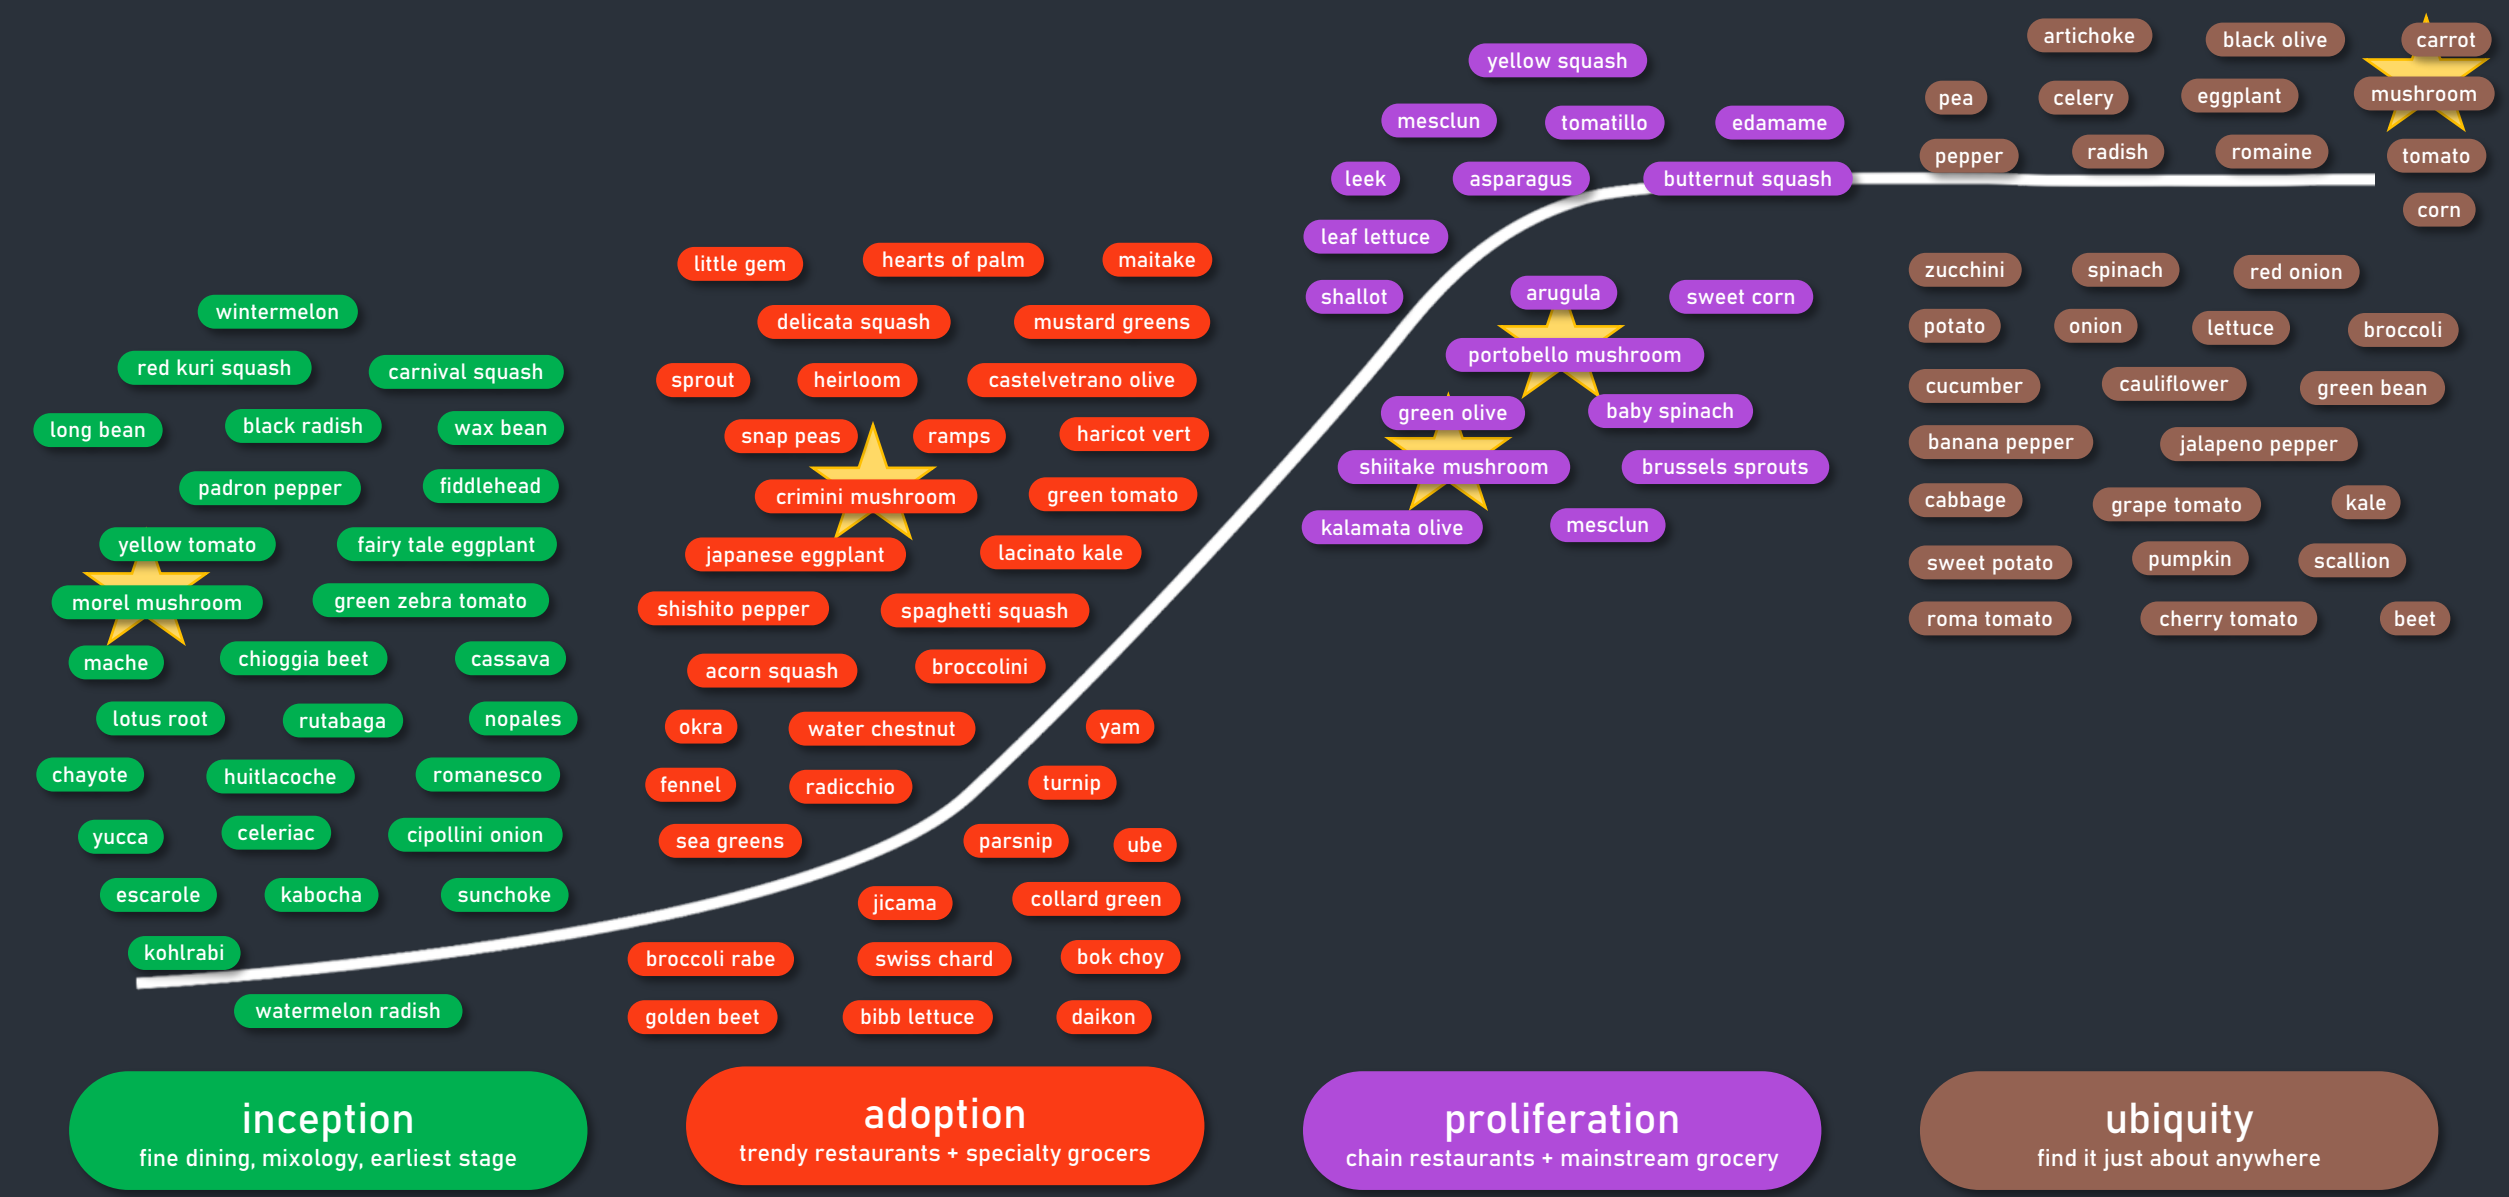 wintermelon
red kuri squash
carnival squash
long bean
black radish
wax bean
padron pepper
fiddlehead
yellow tomato
fairy tale eggplant
morel mushroom
green zebra tomato
mache
chioggia beet
cassava
lotus root
rutabaga
nopales
chayote
huitlacoche
romanesco
yucca
celeriac
cipollini onion
escarole
kabocha
sunchoke
kohlrabi
watermelon radish
inception
fine dining, mixology, earliest stage
little gem
hearts of palm
maitake
delicata squash
mustard greens
sprout
heirloom
castelvetrano olive
snap peas
ramps
haricot vert
crimini mushroom
green tomato
japanese eggplant
lacinato kale
shishito pepper
spaghetti squash
acorn squash
broccolini
okra
water chestnut
yam
fennel
radicchio
turnip
sea greens
parsnip
ube
jicama
collard green
broccoli rabe
swiss chard
bok choy
golden beet
bibb lettuce
daikon
adoption
trendy restaurants + specialty grocers
yellow squash
mesclun
tomatillo
edamame
leek
asparagus
butternut squash
leaf lettuce
shallot
arugula
sweet corn
portobello mushroom
green olive
baby spinach
shiitake mushroom
brussels sprouts
kalamata olive
mesclun
proliferation
chain restaurants + mainstream grocery
artichoke
black olive
carrot
pea
celery
eggplant
mushroom
pepper
radish
romaine
tomato
corn
zucchini
spinach
red onion
potato
onion
lettuce
broccoli
cucumber
cauliflower
green bean
banana pepper
jalapeno pepper
cabbage
grape tomato
kale
sweet potato
pumpkin
scallion
roma tomato
cherry tomato
beet
ubiquity
find it just about anywhere